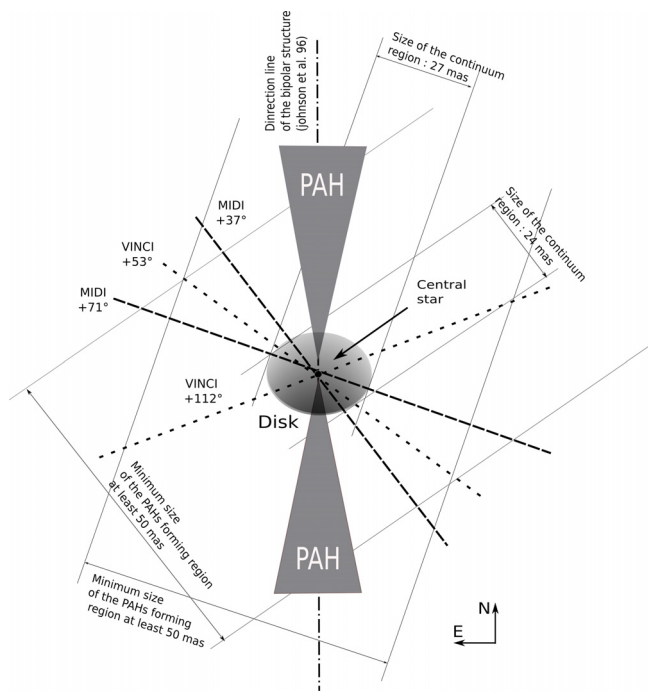 Dinrection line
of the bipolar structure
(johnson et al. 96)
Size of the continuum
region : 27 mas
PAH
MIDI
+37°
VINCI
+53°
MIDI
+71°
Size of the continuum
region : 24 mas
Central
star
VINCI
+112°
Disk
Minimum size
of the PAHs forming region
at least 50 mas
PAH
Minimum size
of the PAHs forming
region at least 50 mas
N
E